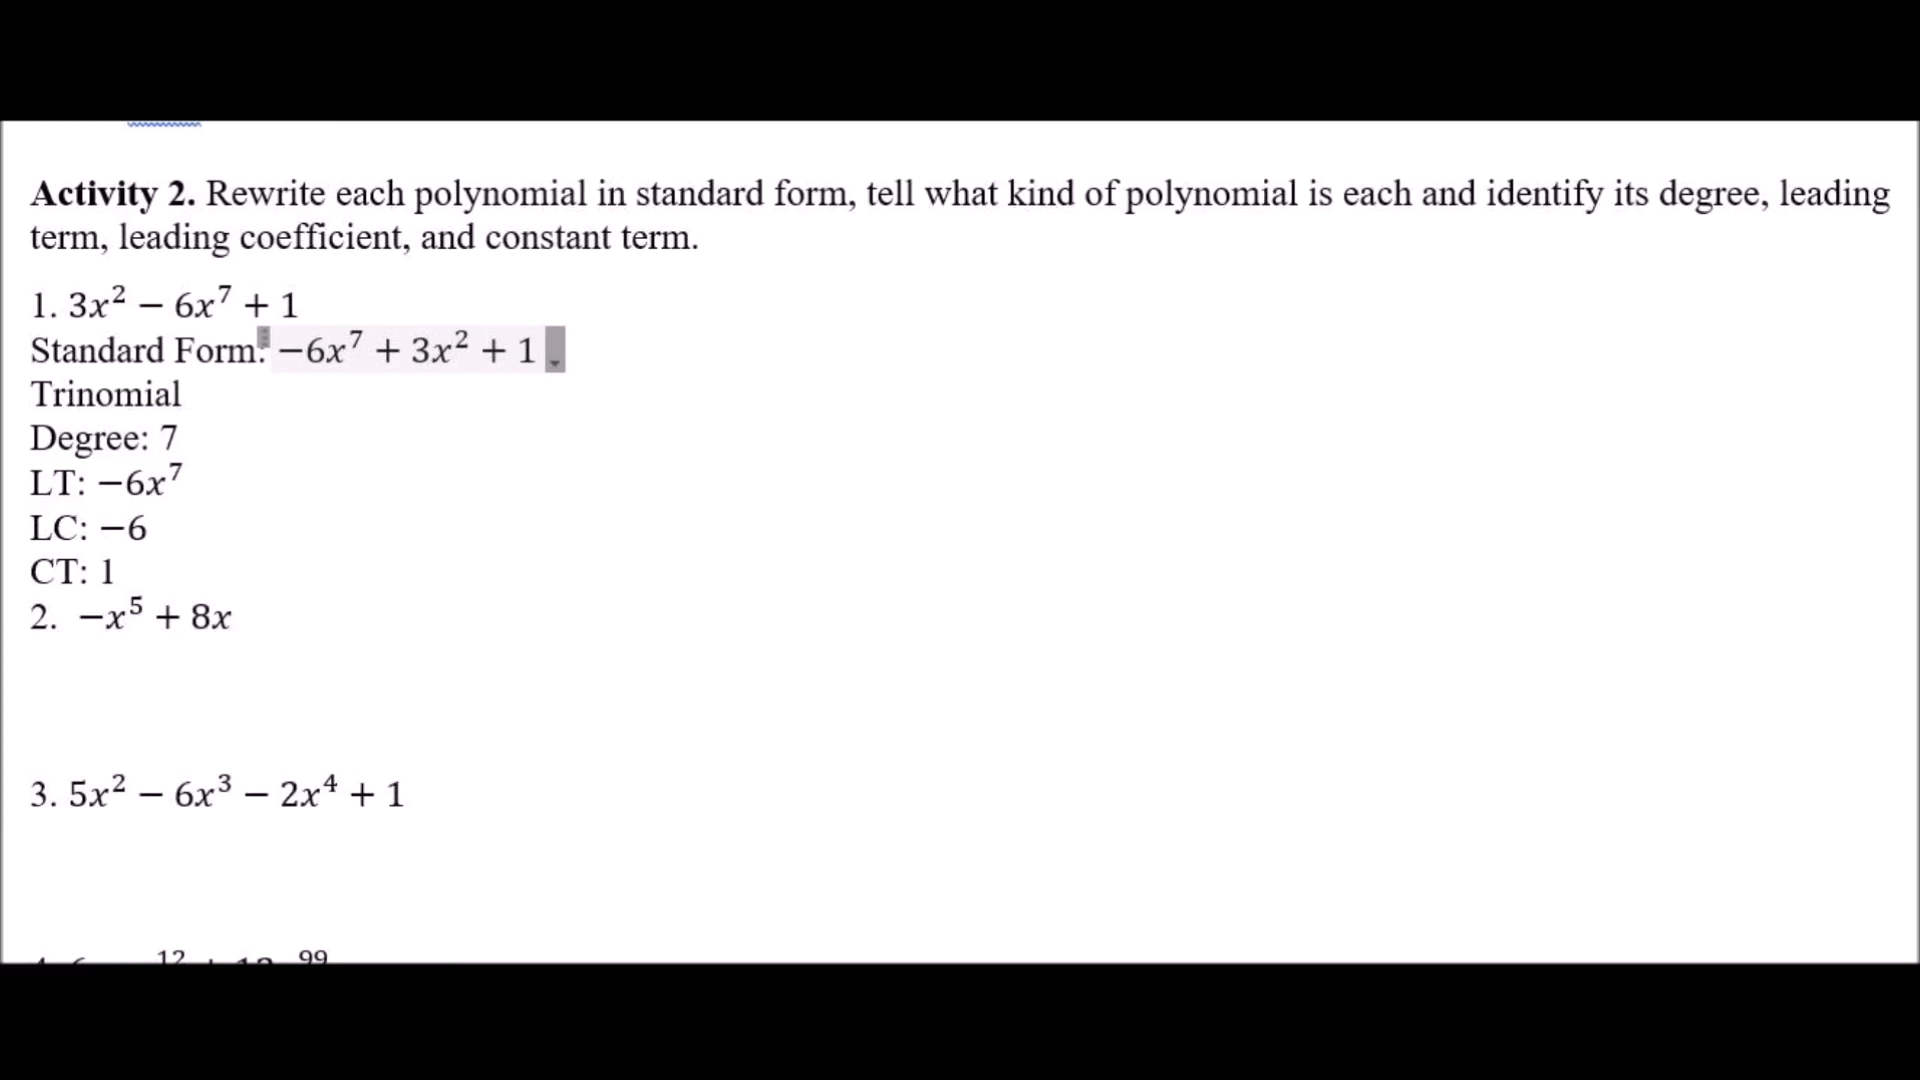 Activity 2. Rewrite each polynomial in standard form, tell what kind of polynomial is each and identify its degree, leading
term, leading coefficient, and constant term.
1. 3x² − 6x⁷ + 1
Standard Form: −6x⁷ + 3x² + 1
Trinomial
Degree: 7
LT: −6x⁷
LC: −6
CT: 1
2. −x⁵ + 8x
3. 5x² − 6x³ − 2x⁴ + 1